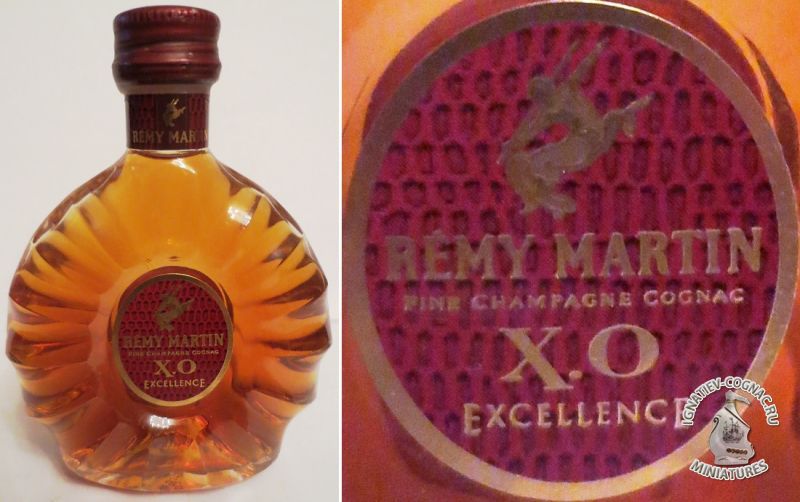 RÉMY MARTIN
RÉMY MARTIN
FINE CHAMPAGNE COGNAC
X.O
EXCELLENCE
RÉMY MARTIN
FINE CHAMPAGNE COGNAC
X.O
EXCELLENCE
IGNATIEV-COGNAC.RU
MINIATURES